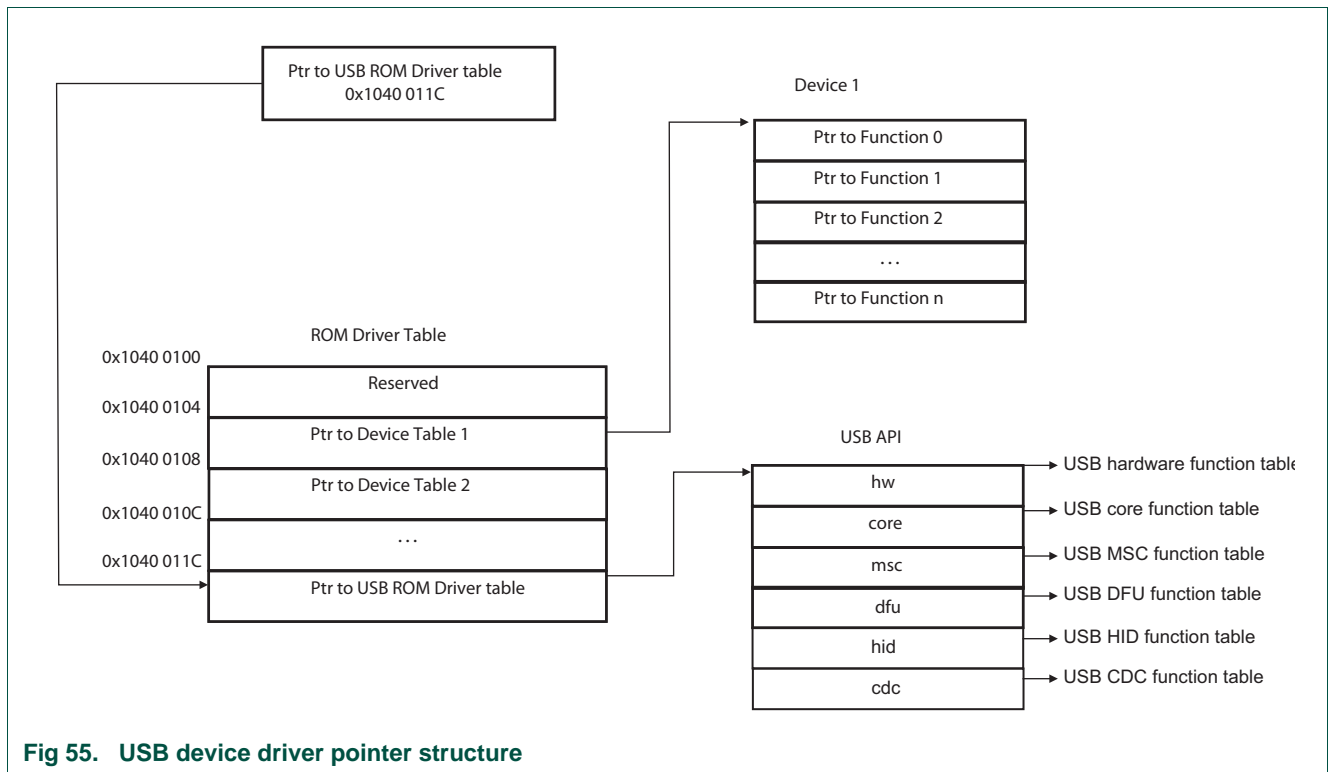 Ptr to USB ROM Driver table
0x1040 011C
Device 1
Ptr to Function 0
Ptr to Function 1
Ptr to Function 2
...
Ptr to Function n
ROM Driver Table
0x1040 0100
Reserved
0x1040 0104
Ptr to Device Table 1
0x1040 0108
Ptr to Device Table 2
0x1040 010C
...
0x1040 011C
Ptr to USB ROM Driver table
USB API
hw
USB hardware function table
core
USB core function table
msc
USB MSC function table
dfu
USB DFU function table
hid
USB HID function table
cdc
USB CDC function table
Fig 55. USB device driver pointer structure